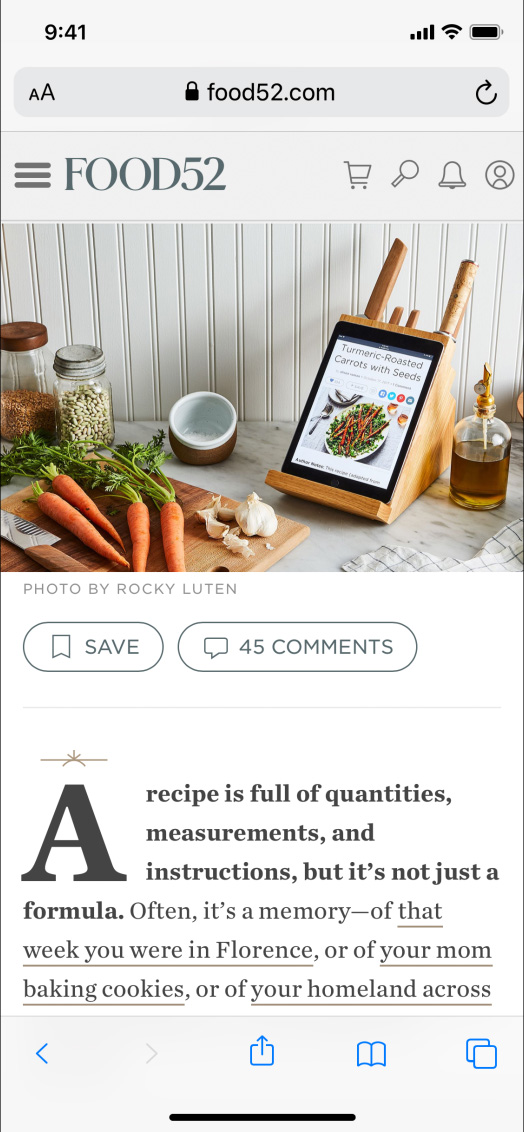 9:41
AA food52.com
FOOD52
Turmeric-Roasted
Carrots with Seeds
PHOTO BY ROCKY LUTEN
SAVE
45 COMMENTS
A recipe is full of quantities,
measurements, and
instructions, but it’s not just a
formula. Often, it’s a memory—of that
week you were in Florence, or of your mom
baking cookies, or of your homeland across